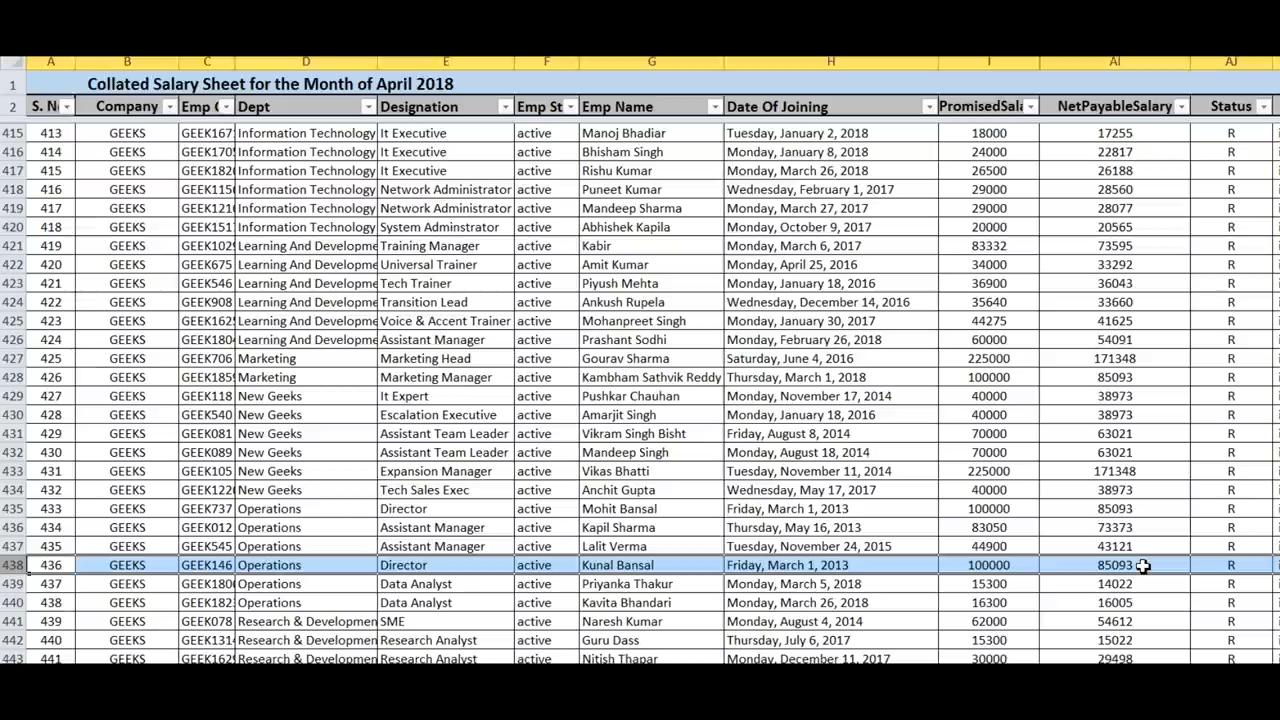 A B C D E F G H I AI AJ
1 Collated Salary Sheet for the Month of April 2018
2 S. N Company Emp C Dept Designation Emp St Emp Name Date Of Joining PromisedSala NetPayableSalary Status
415 413 GEEKS GEEK167 Information Technology It Executive active Manoj Bhadiar Tuesday, January 2, 2018 18000 17255 R
416 414 GEEKS GEEK170 Information Technology It Executive active Bhisham Singh Monday, January 8, 2018 24000 22817 R
417 415 GEEKS GEEK182 Information Technology It Executive active Rishu Kumar Monday, March 26, 2018 26500 26188 R
418 416 GEEKS GEEK115 Information Technology Network Administrator active Puneet Kumar Wednesday, February 1, 2017 29000 28560 R
419 417 GEEKS GEEK121 Information Technology Network Administrator active Mandeep Sharma Monday, March 27, 2017 29000 28077 R
420 418 GEEKS GEEK151 Information Technology System Adminstrator active Abhishek Kapila Monday, October 9, 2017 20000 20565 R
421 419 GEEKS GEEK102 Learning And Developme Training Manager active Kabir Monday, March 6, 2017 83332 73595 R
422 420 GEEKS GEEK675 Learning And Developme Universal Trainer active Amit Kumar Monday, April 25, 2016 34000 33292 R
423 421 GEEKS GEEK546 Learning And Developme Tech Trainer active Piyush Mehta Monday, January 18, 2016 36900 36043 R
424 422 GEEKS GEEK908 Learning And Developme Transition Lead active Ankush Rupela Wednesday, December 14, 2016 35640 33660 R
425 423 GEEKS GEEK162 Learning And Developme Voice & Accent Trainer active Mohanpreet Singh Monday, January 30, 2017 44275 41625 R
426 424 GEEKS GEEK180 Learning And Developme Assistant Manager active Prashant Sodhi Monday, February 26, 2018 60000 54091 R
427 425 GEEKS GEEK706 Marketing Marketing Head active Gourav Sharma Saturday, June 4, 2016 225000 171348 R
428 426 GEEKS GEEK185 Marketing Marketing Manager active Kambham Sathvik Reddy Thursday, March 1, 2018 100000 85093 R
429 427 GEEKS GEEK118 New Geeks It Expert active Pushkar Chauhan Monday, November 17, 2014 40000 38973 R
430 428 GEEKS GEEK540 New Geeks Escalation Executive active Amarjit Singh Monday, January 18, 2016 40000 38973 R
431 429 GEEKS GEEK081 New Geeks Assistant Team Leader active Vikram Singh Bisht Friday, August 8, 2014 70000 63021 R
432 430 GEEKS GEEK089 New Geeks Assistant Team Leader active Mandeep Singh Monday, August 18, 2014 70000 63021 R
433 431 GEEKS GEEK105 New Geeks Expansion Manager active Vikas Bhatti Tuesday, November 11, 2014 225000 171348 R
434 432 GEEKS GEEK122 New Geeks Tech Sales Exec active Anchit Gupta Wednesday, May 17, 2017 40000 38973 R
435 433 GEEKS GEEK737 Operations Director active Mohit Bansal Friday, March 1, 2013 100000 85093 R
436 434 GEEKS GEEK012 Operations Assistant Manager active Kapil Sharma Thursday, May 16, 2013 83050 73373 R
437 435 GEEKS GEEK545 Operations Assistant Manager active Lalit Verma Tuesday, November 24, 2015 44900 43121 R
438 436 GEEKS GEEK146 Operations Director active Kunal Bansal Friday, March 1, 2013 100000 85093 R
439 437 GEEKS GEEK180 Operations Data Analyst active Priyanka Thakur Monday, March 5, 2018 15300 14022 R
440 438 GEEKS GEEK182 Operations Data Analyst active Kavita Bhandari Monday, March 26, 2018 16300 16005 R
441 439 GEEKS GEEK078 Research & Developmen SME active Naresh Kumar Monday, August 4, 2014 62000 54612 R
442 440 GEEKS GEEK131 Research & Developmen Research Analyst active Guru Dass Thursday, July 6, 2017 15300 15022 R
443 441 GEEKS GEEK162 Research & Developmen Research Analyst active Nitish Thapar Monday, December 11, 2017 30000 29498 R